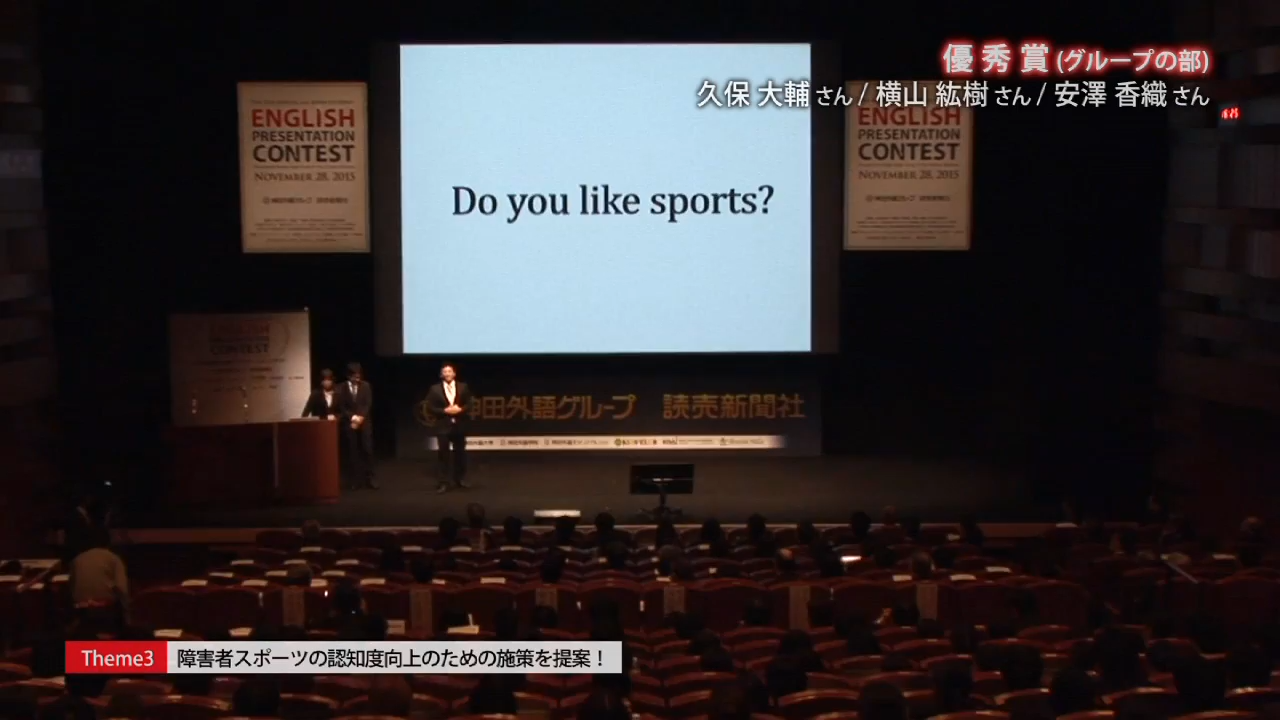 優秀賞 (グループの部)
久保 大輔 さん / 横山 紘樹 さん / 安澤 香織 さん
ENGLISH
PRESENTATION
CONTEST
NOVEMBER 28, 2015
Do you like sports?
ENGLISH
PRESENTATION
CONTEST
NOVEMBER 28, 2015
ENGLISH
CONTEST
神田外語グループ 読売新聞社
Theme3 障害者スポーツの認知度向上のための施策を提案！